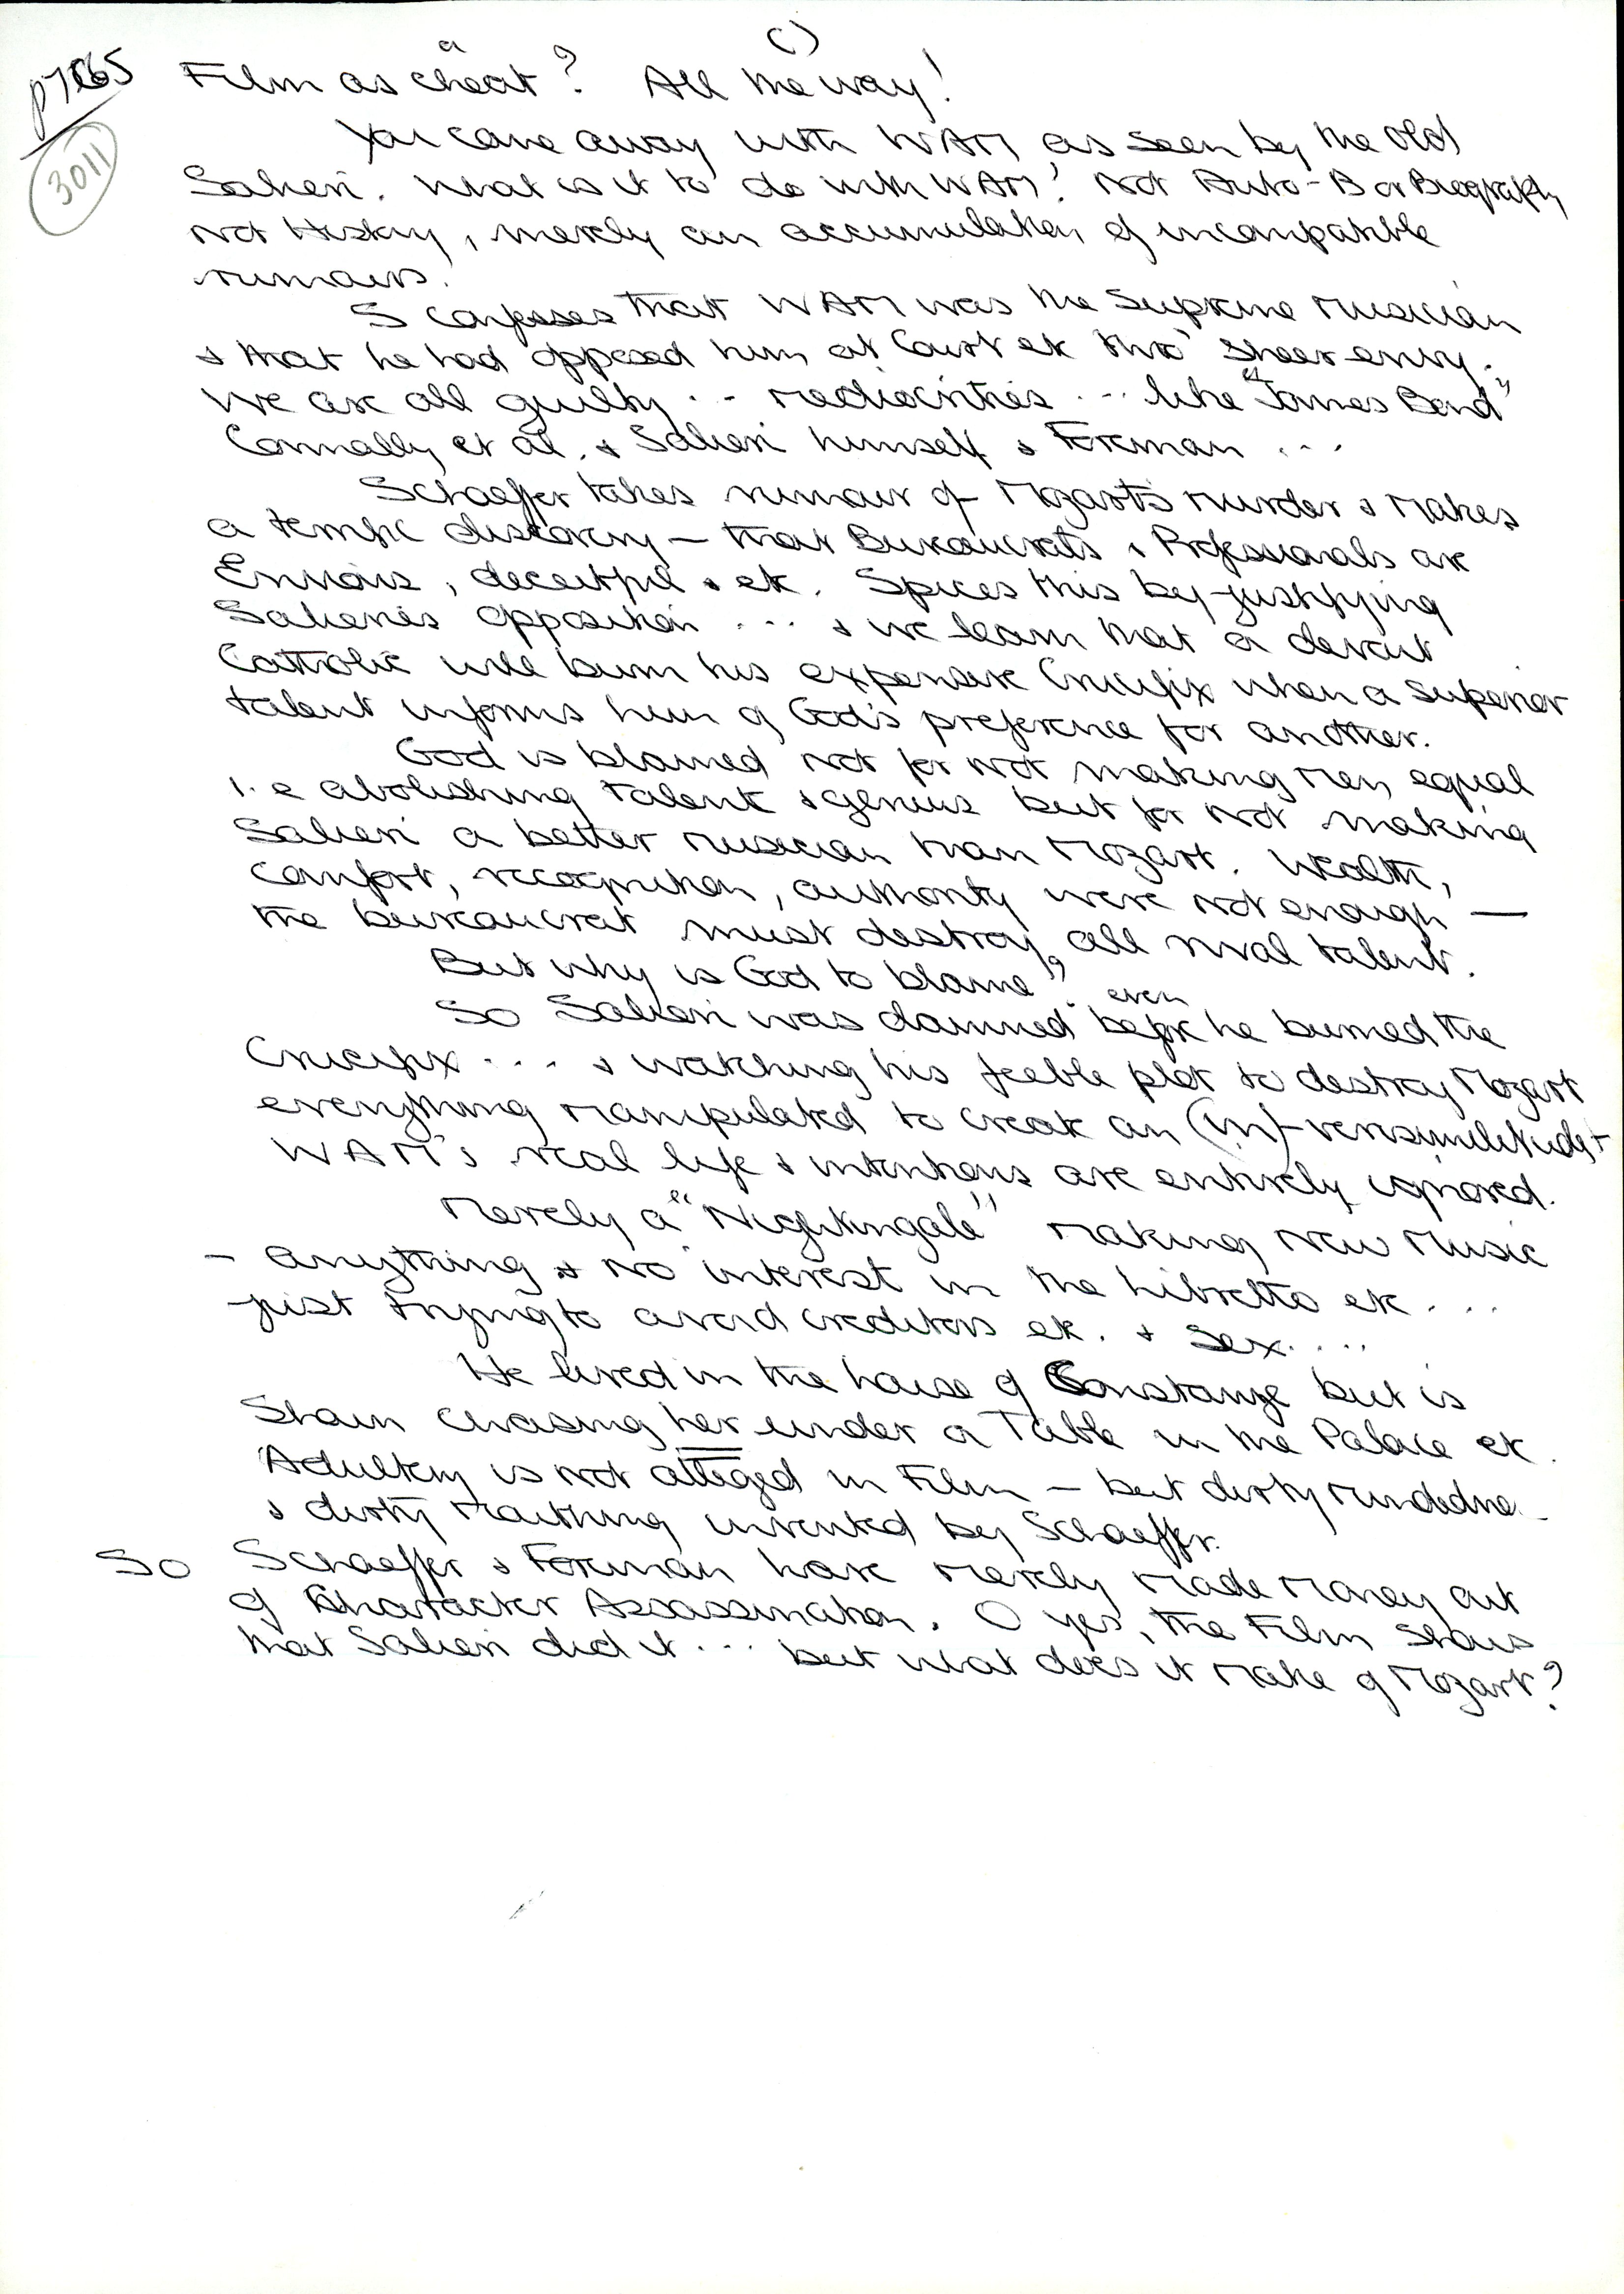 c)
p7865
3011
Film as a cheat? All the way!
You came away with WAM as seen by the old
Salieri. What is it to do with WAM? Not Auto-B or Biography
not History, merely an accumulation of incompatible
rumours.
S confesses that WAM was the supreme musician
& that he had opposed him at Court etc thro' sheer envy.
We are all guilty .. - mediocrities ... like "James Bond"
Connolly, et al. & Salieri himself & Foreman ...
Schaeffer takes rumour of Mozart's murder & makes
a terrific discovery — that Bureaucrats & Professionals are
Envious, deceitful & etc. Spices this by justifying
Salieri's opposition ... & we learn that a devout
Catholic will burn his expensive Crucifix when a superior
talent informs him of God's preference for another.
God is blamed not for not making men equal
i.e abolishing talent & genius but for not making
Salieri a better musician than Mozart. Wealth,
Comfort, recognition, authority were not enough —
the bureaucrat must destroy all rival talent.
But why is God to blame?
So Salieri was damned even before he burned the
Crucifix ... & watching his feeble plot to destroy Mozart
everything manipulated to create an (in)-verisimilitude &
WAM's real life & intentions are entirely ignored.
Merely a "Nightingale" making new music
- anything & no interest in the libretto etc ...
just trying to avoid creditors etc. & sex....
He lived in the house of Constanze but is
Shown chasing her under a Table in the Palace etc.
Adultery is not alleged in Film — but dirty mindedne-
& dirty mouthing invented by Schaeffer.
So Schaeffer & Foreman have merely made money out
of Character Assassination. O yes, the Film shows
that Salieri did it ... but what does it make of Mozart?